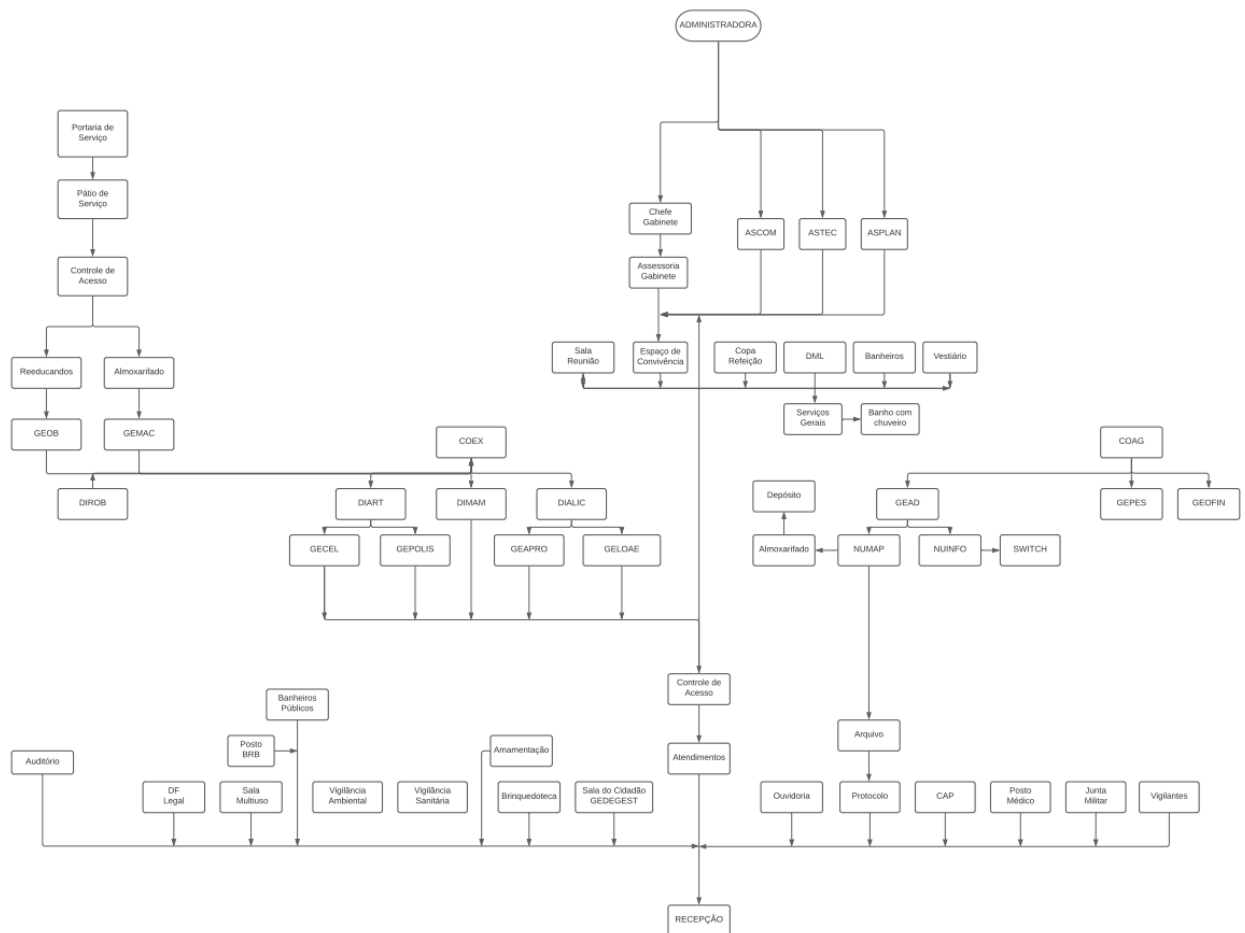 ADMINISTRADORA
Portaria de
Serviço
Pátio de
Serviço
Controle de
Acesso
Chefe
Gabinete
ASCOM
ASTEC
ASPLAN
Assessoria
Gabinete
Reeducandos
Almoxarifado
Sala
Reunião
Espaço de
Convivência
Copa
Refeição
DML
Banheiros
Vestiário
GEOB
GEMAC
Serviços
Gerais
Banho com
chuveiro
COEX
COAG
DIROB
DIART
DIMAM
DIALIC
Depósito
GEAD
GEPES
GEOFIN
GECEL
GEPOLIS
GEAPRO
GELOAE
Almoxarifado
NUMAP
NUINFO
SWITCH
Controle de
Acesso
Banheiros
Públicos
Arquivo
Auditório
Posto
BRB
Amamentação
Atendimentos
DF
Legal
Sala
Multiuso
Vigilância
Ambiental
Vigilância
Sanitária
Brinquedoteca
Sala do Cidadão
GEDEGEST
Ouvidoria
Protocolo
CAP
Posto
Médico
Junta
Militar
Vigilantes
RECEPÇÃO